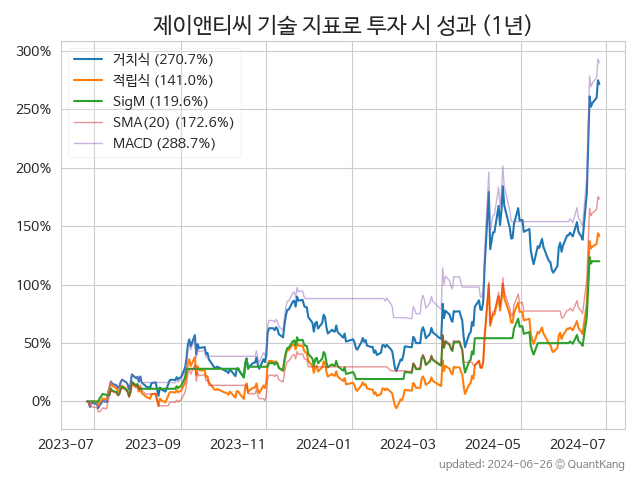 제이앤티씨 기술 지표로 투자 시 성과 (1년)
300%
250%
200%
150%
100%
50%
0%
거치식 (270.7%)
적립식 (141.0%)
SigM (119.6%)
SMA(20) (172.6%)
MACD (288.7%)
2023-07 2023-09 2023-11 2024-01 2024-03 2024-05 2024-07
updated: 2024-06-26 © QuantKang